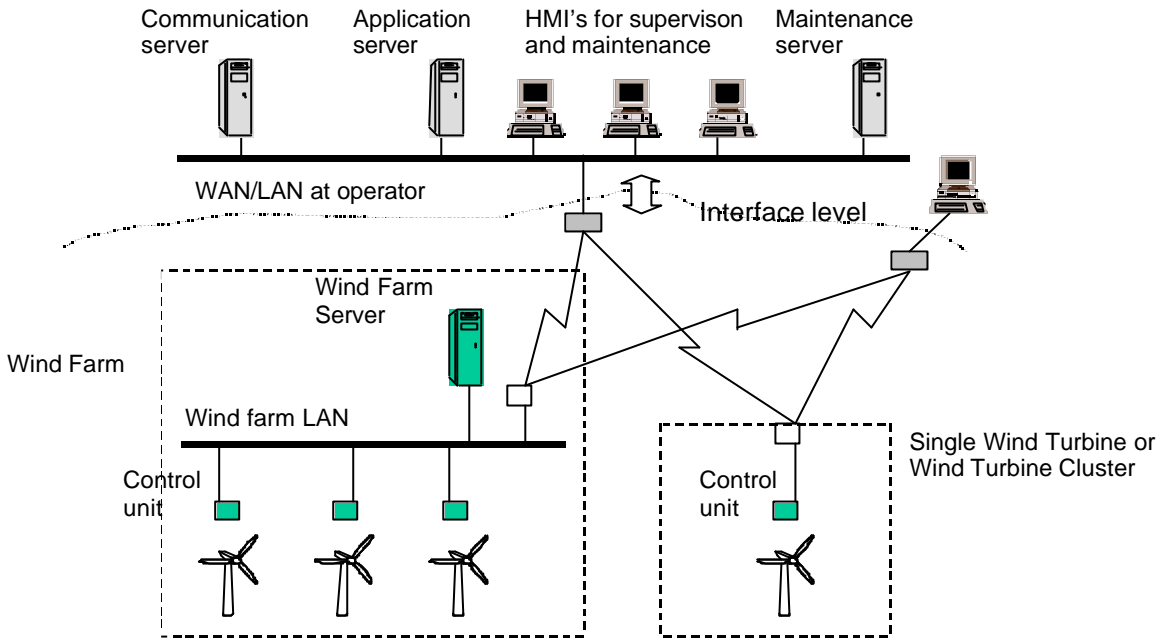 Communication
server
Application
server
HMI's for supervison
and maintenance
Maintenance
server
WAN/LAN at operator
Interface level
Wind Farm
Server
Wind Farm
Wind farm LAN
Control
unit
Control
unit
Single Wind Turbine or
Wind Turbine Cluster